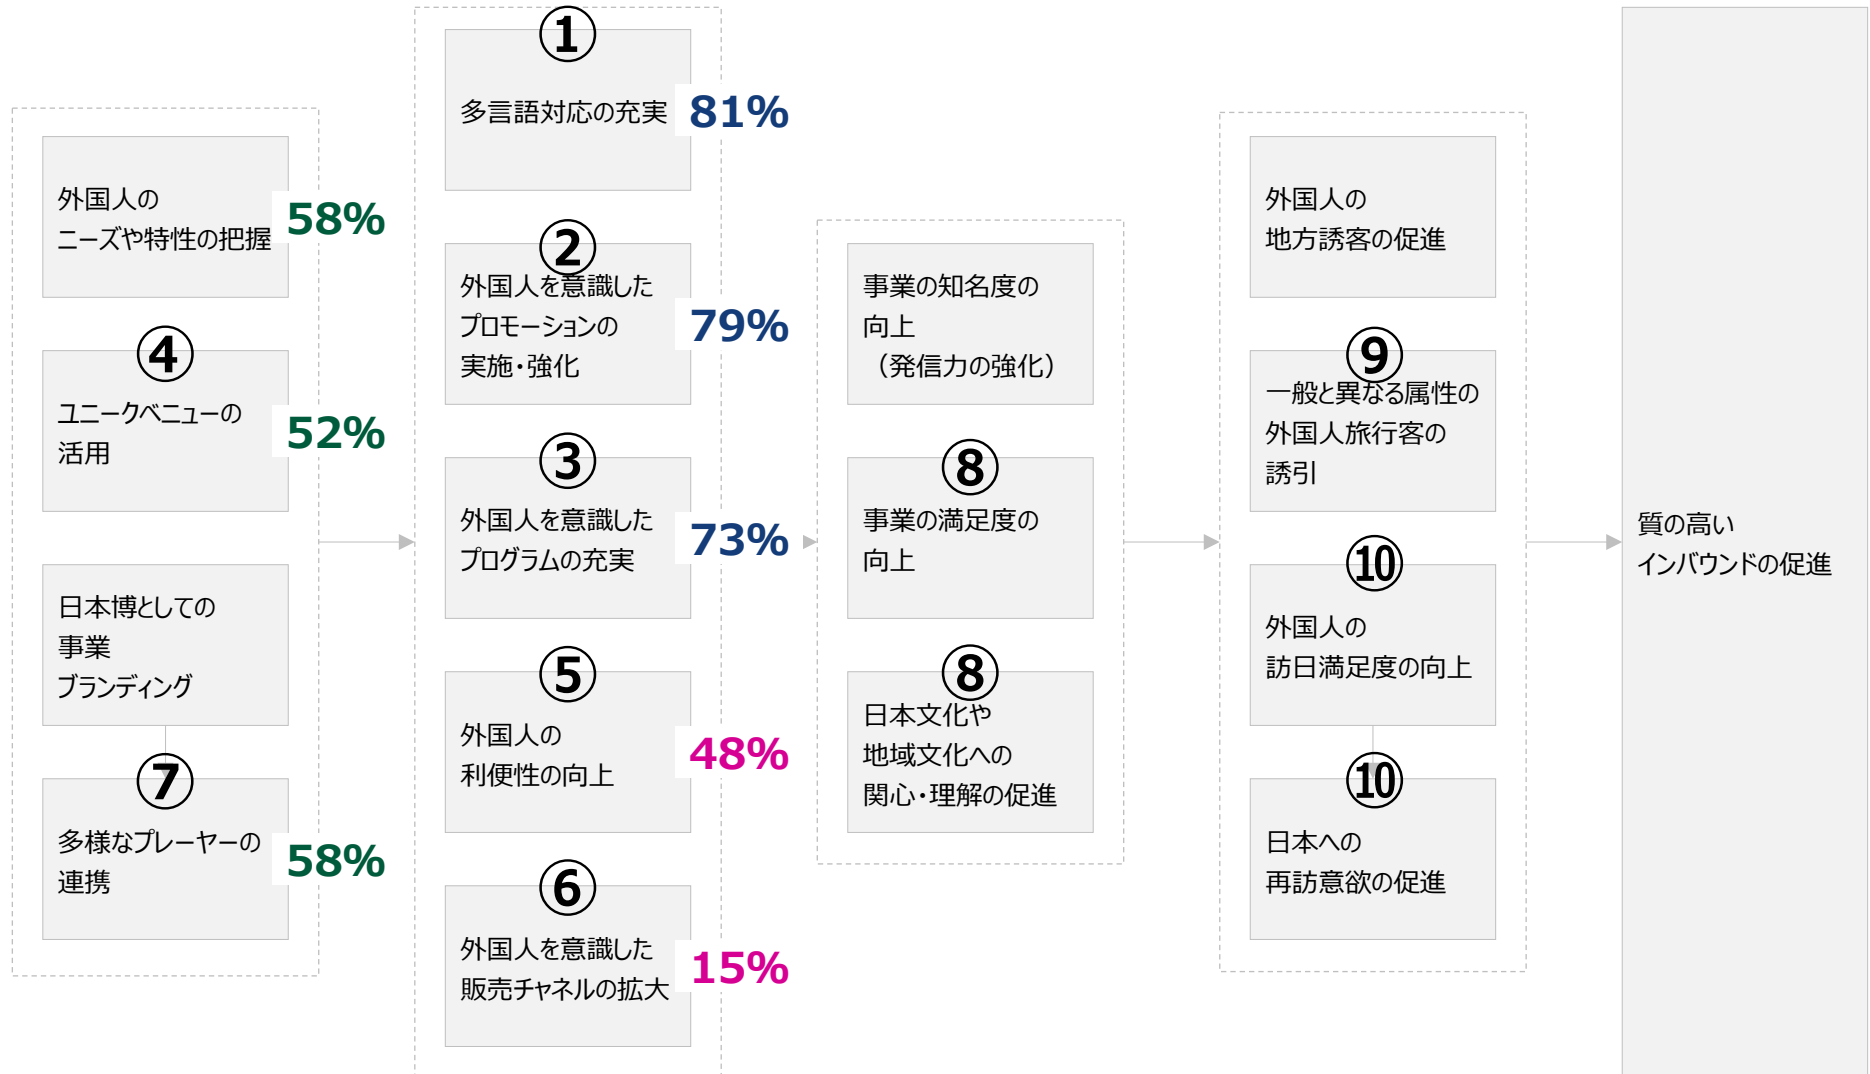 外国人の
ニーズや特性の把握
58%
④
ユニークベニューの
活用
52%
日本博としての
事業
ブランディング
⑦
多様なプレーヤーの
連携
58%
①
多言語対応の充実
81%
②
外国人を意識した
プロモーションの
実施・強化
79%
③
外国人を意識した
プログラムの充実
73%
⑤
外国人の
利便性の向上
48%
⑥
外国人を意識した
販売チャネルの拡大
15%
事業の知名度の
向上
（発信力の強化）
⑧
事業の満足度の
向上
⑧
日本文化や
地域文化への
関心・理解の促進
外国人の
地方誘客の促進
⑨
一般と異なる属性の
外国人旅行客の
誘引
⑩
外国人の
訪日満足度の向上
⑩
日本への
再訪意欲の促進
質の高い
インバウンドの促進